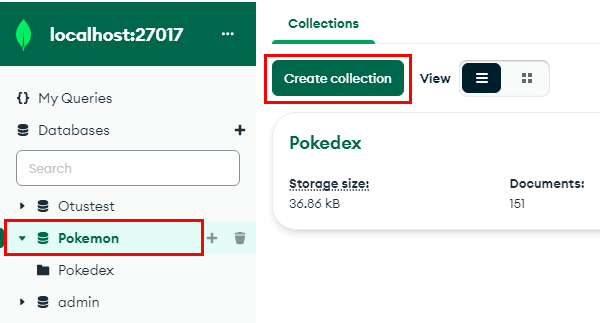 localhost:27017
...
{} My Queries
Databases
Search
Otustest
Pokemon
Pokedex
admin
Collections
Create collection
View
Pokedex
Storage size:
36.86 kB
Documents:
151